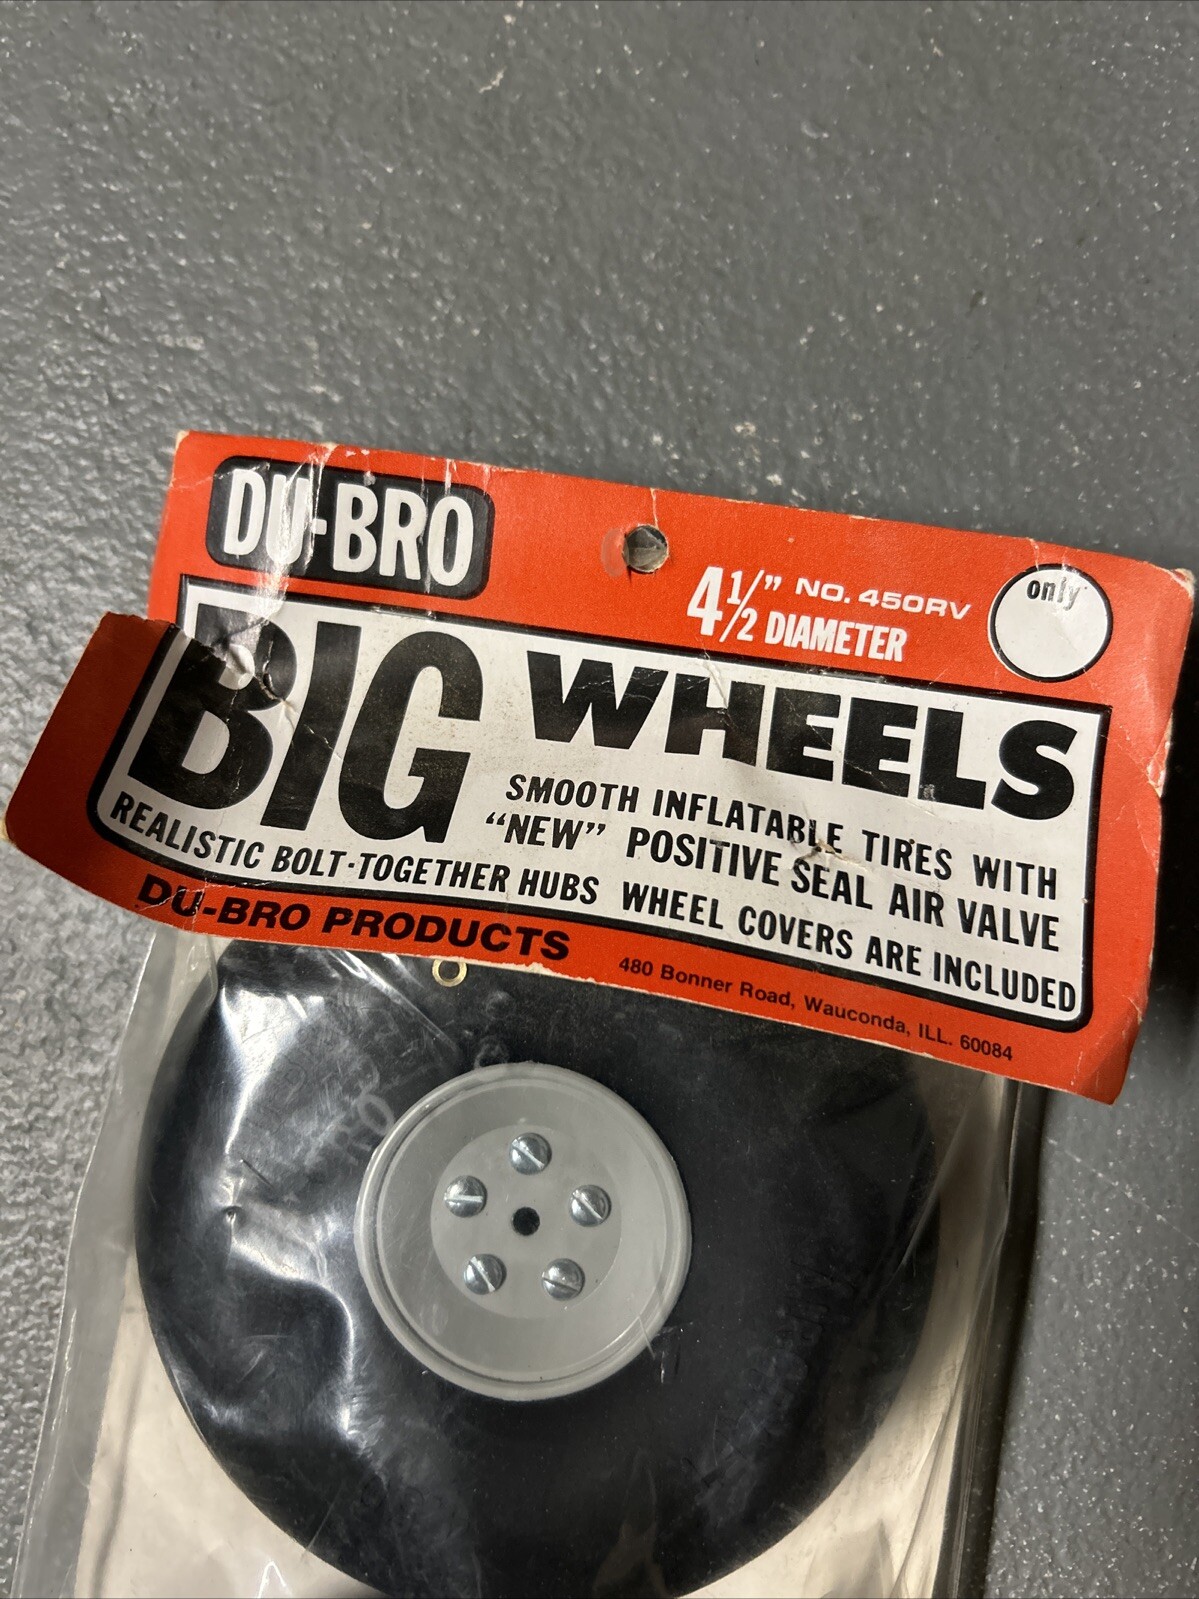 DU-BRO
4 1/2" NO. 450RV
DIAMETER
only
BIG WHEELS
SMOOTH INFLATABLE TIRES WITH
"NEW" POSITIVE SEAL AIR VALVE
REALISTIC BOLT-TOGETHER HUBS WHEEL COVERS ARE INCLUDED
DU-BRO PRODUCTS
480 Bonner Road, Wauconda, ILL. 60084